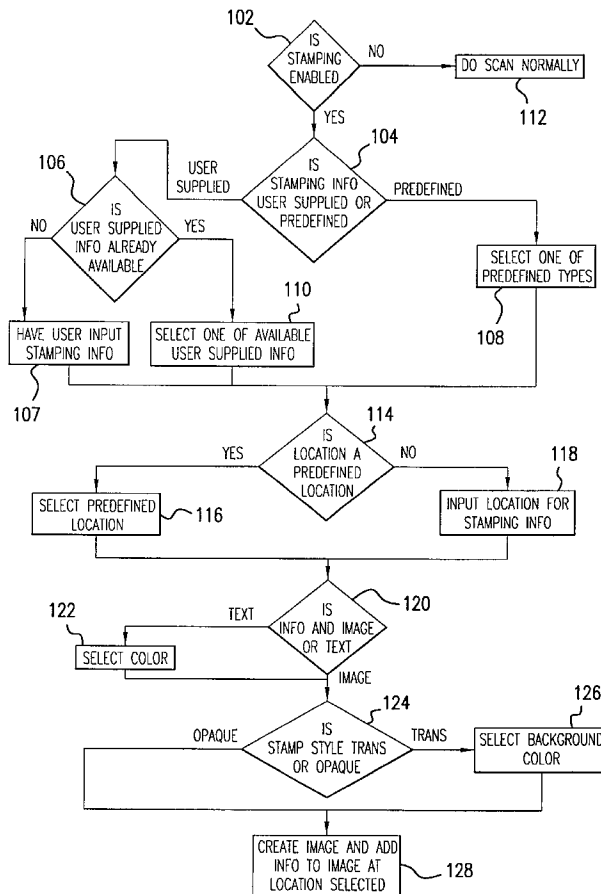 102
IS
STAMPING
ENABLED
NO
DO SCAN NORMALLY
112
YES
104
IS
STAMPING INFO
USER SUPPLIED OR
PREDEFINED
USER
SUPPLIED
PREDEFINED
106
IS
USER SUPPLIED
INFO ALREADY
AVAILABLE
NO
YES
SELECT ONE OF
PREDEFINED TYPES
108
110
HAVE USER INPUT
STAMPING INFO
107
SELECT ONE OF AVAILABLE
USER SUPPLIED INFO
114
IS
LOCATION A
PREDEFINED
LOCATION
YES
NO
118
SELECT PREDEFINED
LOCATION
116
INPUT LOCATION FOR
STAMPING INFO
120
IS
INFO AND IMAGE
OR TEXT
TEXT
122
SELECT COLOR
IMAGE
124
IS
STAMP STYLE TRANS
OR OPAQUE
OPAQUE
TRANS
126
SELECT BACKGROUND
COLOR
CREATE IMAGE AND ADD
INFO TO IMAGE AT
LOCATION SELECTED
128